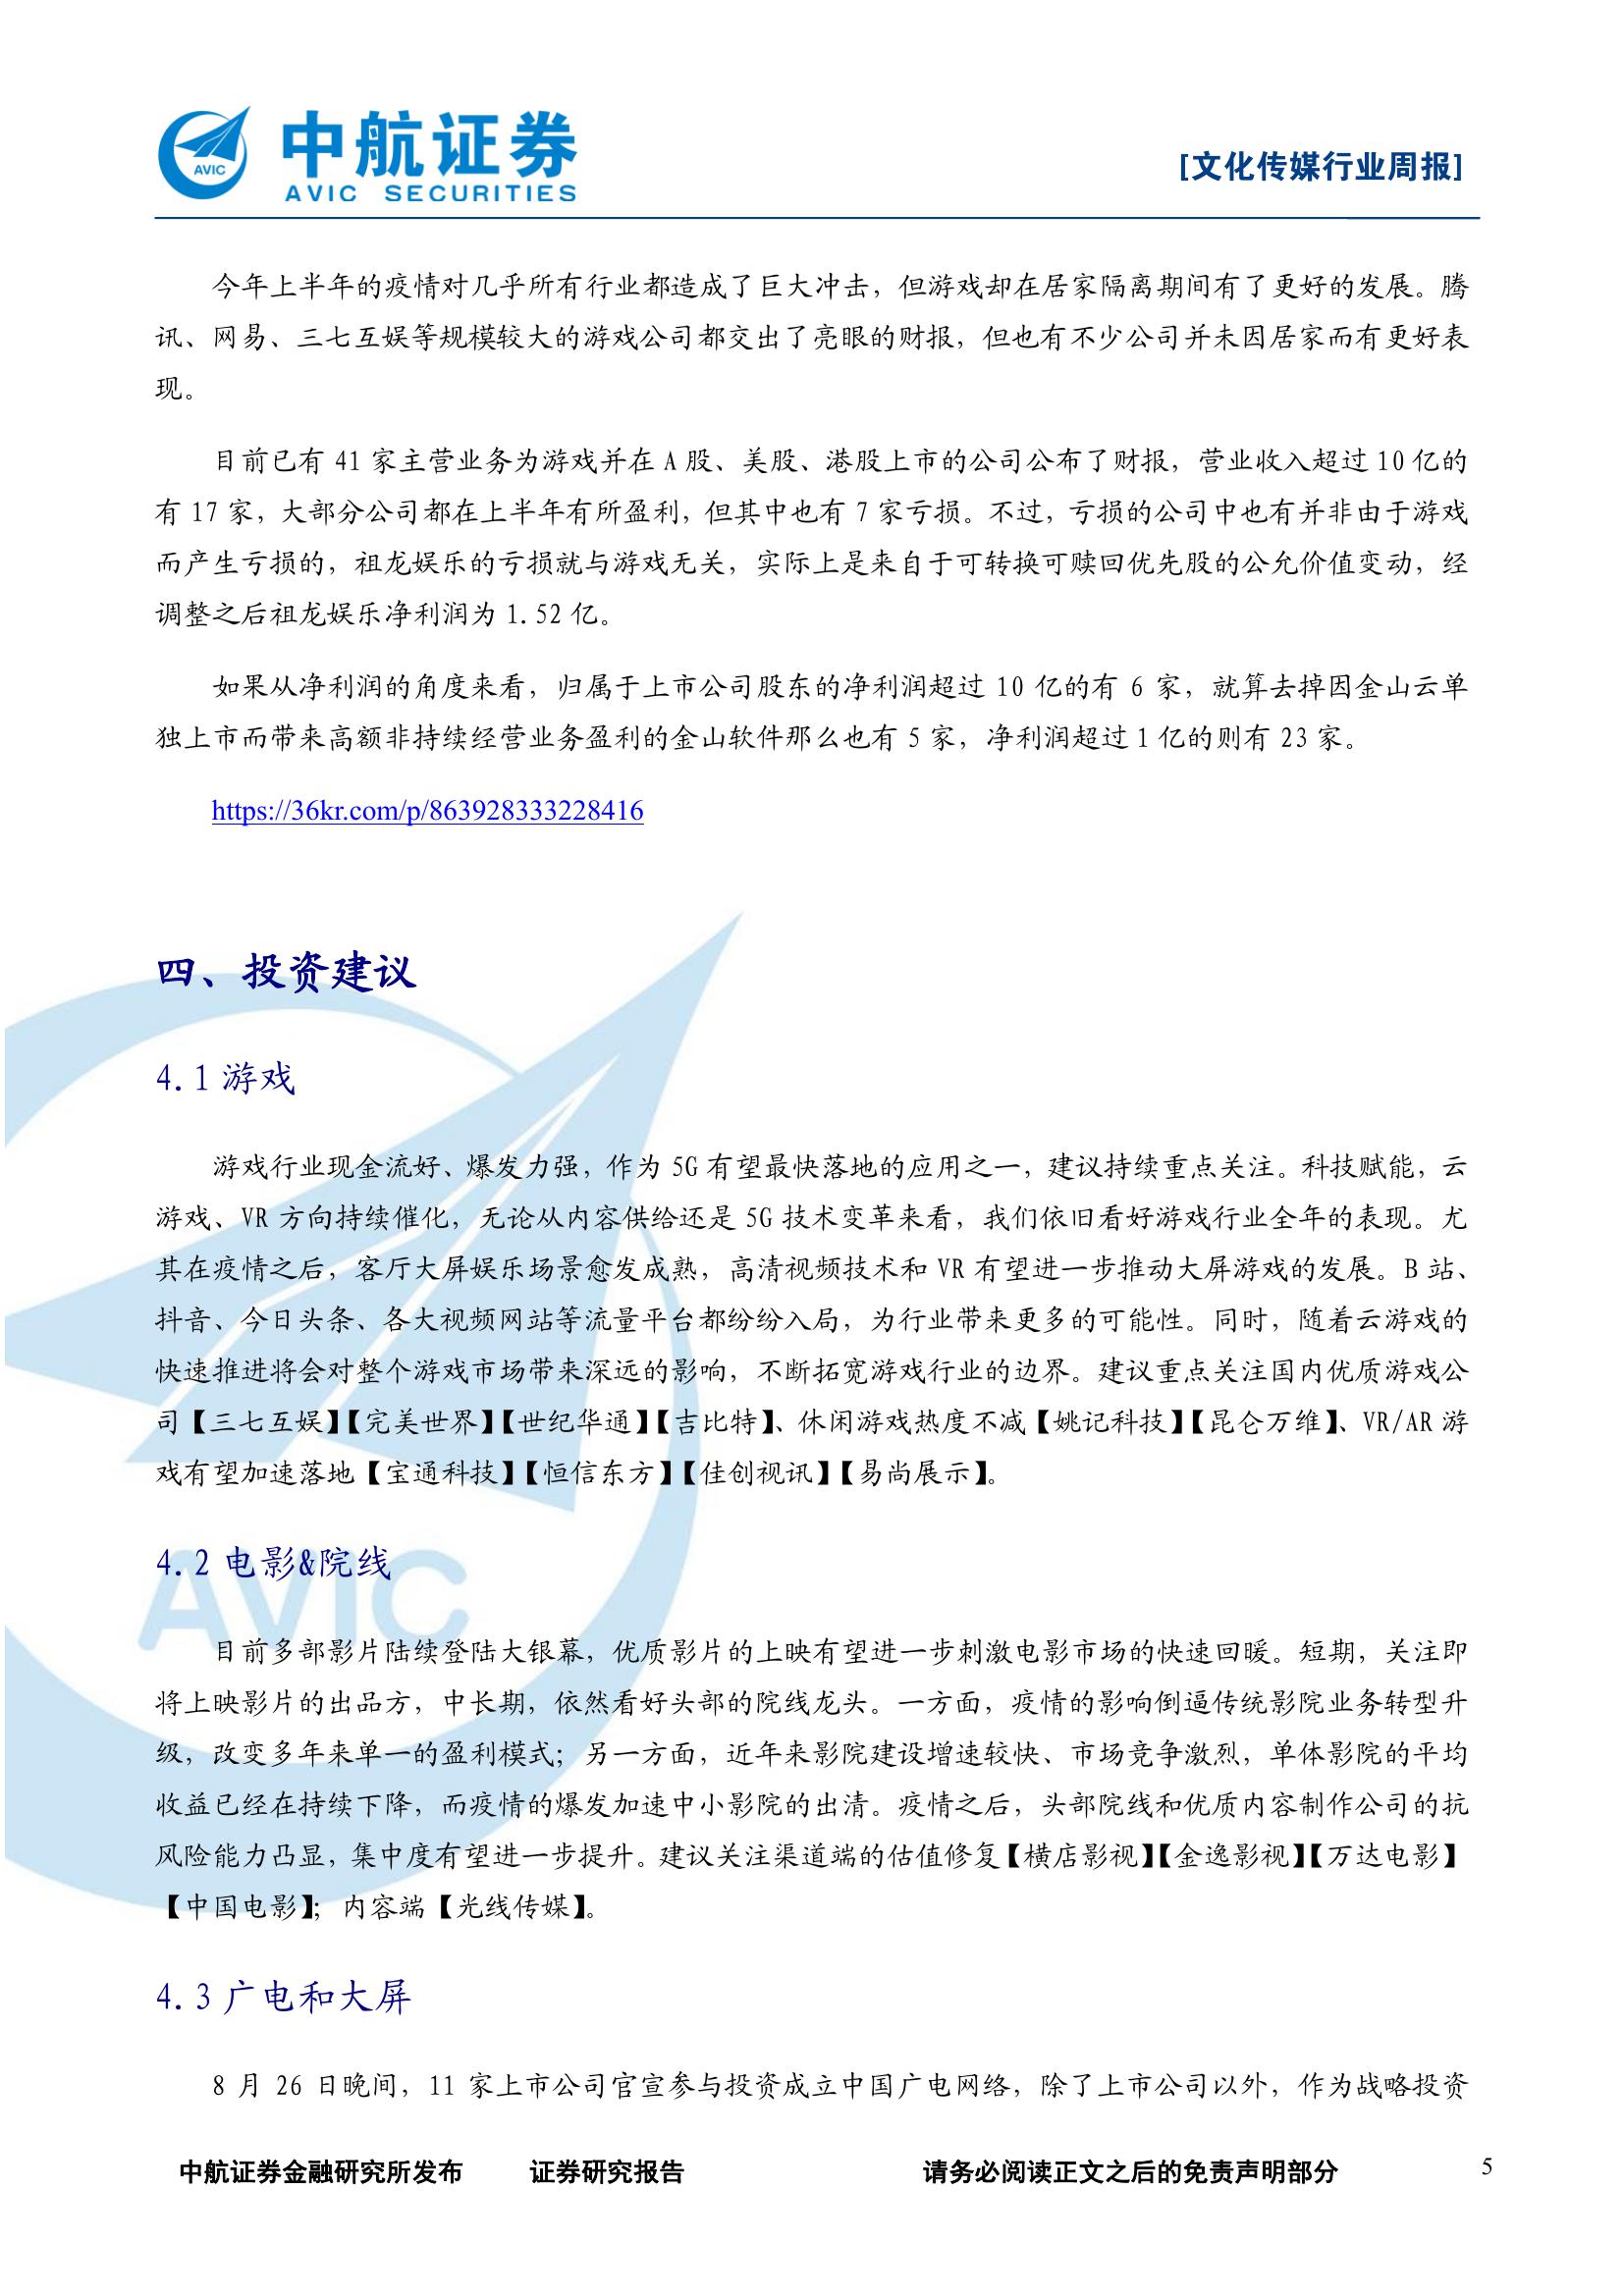 中航证券
AVIC SECURITIES
AVIC
[文化传媒行业周报]
今年上半年的疫情对几乎所有行业都造成了巨大冲击，但游戏却在居家隔离期间有了更好的发展。腾
讯、网易、三七互娱等规模较大的游戏公司都交出了亮眼的财报，但也有不少公司并未因居家而有更好表
现。
目前已有 41 家主营业务为游戏并在 A 股、美股、港股上市的公司公布了财报，营业收入超过 10 亿的
有 17 家，大部分公司都在上半年有所盈利，但其中也有 7 家亏损。不过，亏损的公司中也有并非由于游戏
而产生亏损的，祖龙娱乐的亏损就与游戏无关，实际上是来自于可转换可赎回优先股的公允价值变动，经
调整之后祖龙娱乐净利润为 1.52 亿。
如果从净利润的角度来看，归属于上市公司股东的净利润超过 10 亿的有 6 家，就算去掉因金山云单
独上市而带来高额非持续经营业务盈利的金山软件那么也有 5 家，净利润超过 1 亿的则有 23 家。
https://36kr.com/p/863928333228416
四、投资建议
4.1 游戏
游戏行业现金流好、爆发力强，作为 5G 有望最快落地的应用之一，建议持续重点关注。科技赋能，云
游戏、VR 方向持续催化，无论从内容供给还是 5G 技术变革来看，我们依旧看好游戏行业全年的表现。尤
其在疫情之后，客厅大屏娱乐场景愈发成熟，高清视频技术和 VR 有望进一步推动大屏游戏的发展。B 站、
抖音、今日头条、各大视频网站等流量平台都纷纷入局，为行业带来更多的可能性。同时，随着云游戏的
快速推进将会对整个游戏市场带来深远的影响，不断拓宽游戏行业的边界。建议重点关注国内优质游戏公
司【三七互娱】【完美世界】【世纪华通】【吉比特】、休闲游戏热度不减【姚记科技】【昆仑万维】、VR/AR 游
戏有望加速落地【宝通科技】【恒信东方】【佳创视讯】【易尚展示】。
4.2 电影&院线
AVIC
目前多部影片陆续登陆大银幕，优质影片的上映有望进一步刺激电影市场的快速回暖。短期，关注即
将上映影片的出品方，中长期，依然看好头部的院线龙头。一方面，疫情的影响倒逼传统影院业务转型升
级，改变多年来单一的盈利模式；另一方面，近年来影院建设增速较快、市场竞争激烈，单体影院的平均
收益已经在持续下降，而疫情的爆发加速中小影院的出清。疫情之后，头部院线和优质内容制作公司的抗
风险能力凸显，集中度有望进一步提升。建议关注渠道端的估值修复【横店影视】【金逸影视】【万达电影】
【中国电影】；内容端【光线传媒】。
4.3 广电和大屏
8 月 26 日晚间，11 家上市公司官宣参与投资成立中国广电网络，除了上市公司以外，作为战略投资
中航证券金融研究所发布 证券研究报告 请务必阅读正文之后的免责声明部分 5